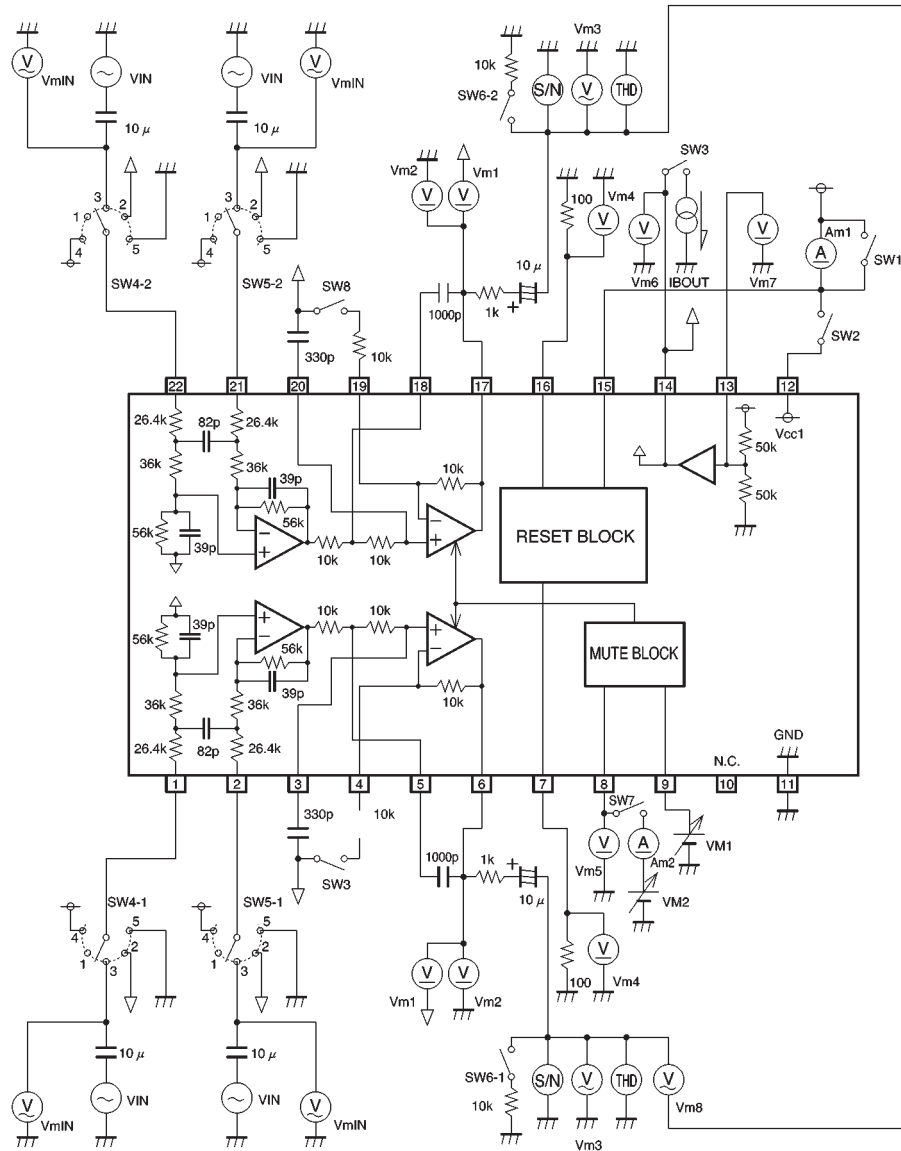 VmIN VIN VIN VmIN
10 μ 10 μ
3 2 1 4 5
3 2 1 4 5
SW4-2 SW5-2
SW8
330p 10k
Vm2 Vm1
1000p 1k + 10 μ
10k SW6-2
Vm3
S/N V THD
100 Vm4
SW3
Vm6 IBOUT Vm7
Am1
A
SW1
SW2
22 21 20 19 18 17 16 15 14 13 12
Vcc1
26.4k 82p 26.4k
36k 36k
39p
56k
56k 39p
10k 10k
10k
50k
50k
RESET BLOCK
MUTE BLOCK
56k 39p
10k 10k
56k
39p
10k
36k 36k
26.4k 82p 26.4k
N.C.
GND
1 2 3 4 5 6 7 8 9 10 11
330p 10k
SW3
1000p 1k + 10 μ
Vm1 Vm2
100 Vm4
SW7
V A
Vm5 Am2
VM1
VM2
SW4-1 SW5-1
4 1 3 2 5
4 1 3 2 5
10 μ 10 μ
VmIN VIN VIN VmIN
SW6-1
10k
S/N V THD V
Vm8
Vm3